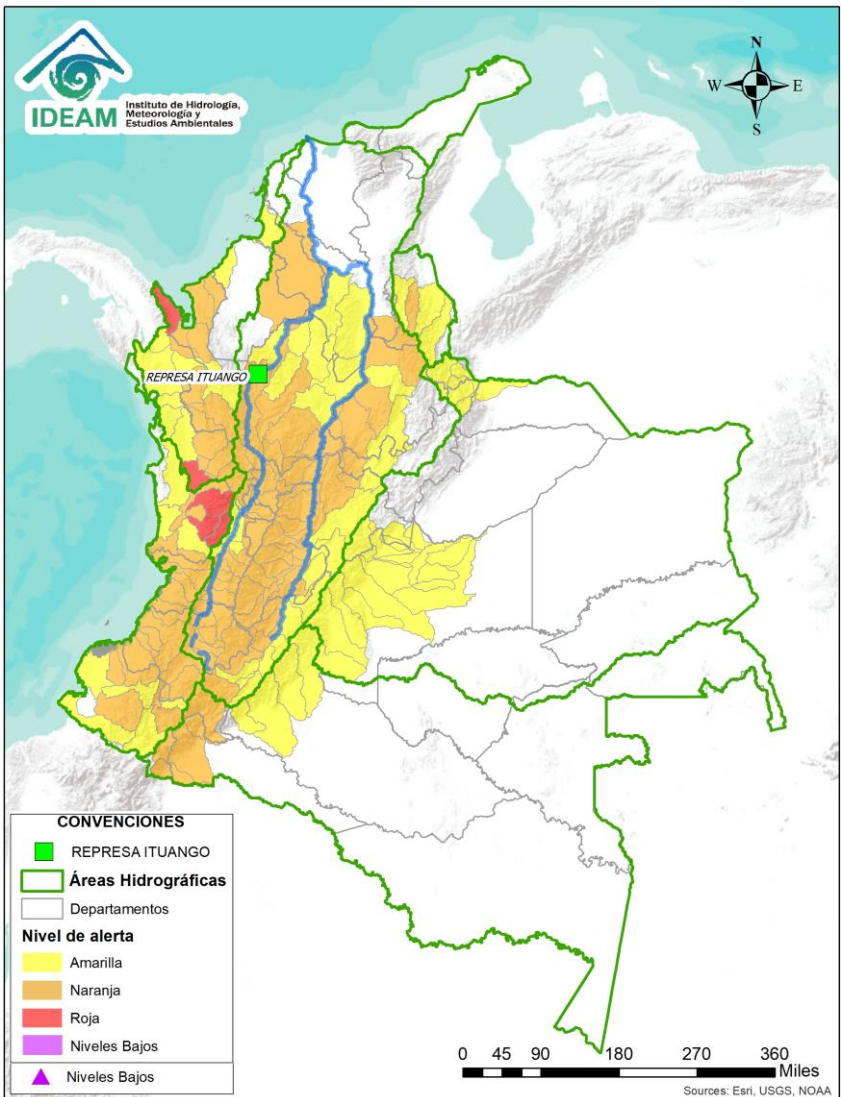 IDEAM
Instituto de Hidrología,
Meteorología y
Estudios Ambientales
N
W
E
S
REPRESA ITUANGO
CONVENCIONES
REPRESA ITUANGO
Áreas Hidrográficas
Departamentos
Nivel de alerta
Amarilla
Naranja
Roja
Niveles Bajos
Niveles Bajos
0 45 90 180 270 360
Miles
Sources: Esri, USGS, NOAA